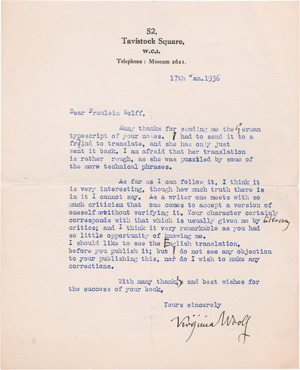 52,
Tavistock Square,
W.C.1.
Telephone: Museum 2621.
17th Jan. 1936
Dear Fraulein Wolff,
Many thanks for sending me the German
typescript of your notes. I had to send it to a
friend to translate, and she has only just
sent it back. I am afraid that her translation
is rather rough, as she was puzzled by some of
the more technical phrases.
As far as I can follow it, I think it
is very interesting, though how much truth there is
in it I cannot say. As a writer one meets with so
much criticism that one comes to accept a version of
oneself without verifying it. Your character certainly
corresponds with that which is usually given me by literary
critics; and I think it very remarkable as you had
so little opportunity of knowing me.
I should like to see the English translation,
before you publish it; but I do not see any objection
to your publishing this, nor do I wish to make any
corrections.
With many thanks and best wishes for
the success of your book,
Yours sincerely
Virginia Woolf